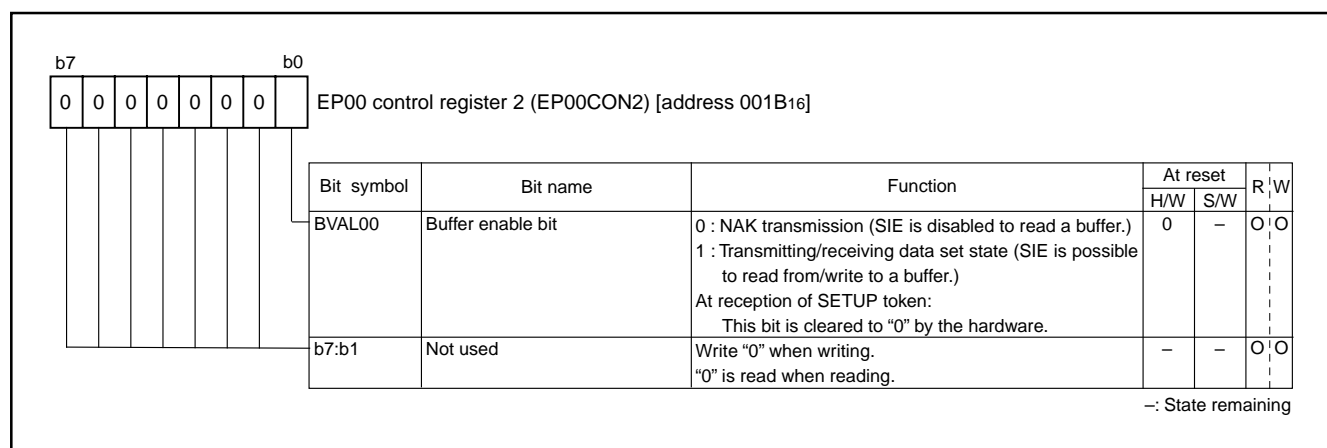 b7 b0
0 0 0 0 0 0 0 EP00 control register 2 (EP00CON2) [address 001B16]
Bit symbol Bit name Function At reset R W
H/W S/W
BVAL00 Buffer enable bit 0 : NAK transmission (SIE is disabled to read a buffer.) 0 – O O
1 : Transmitting/receiving data set state (SIE is possible
to read from/write to a buffer.)
At reception of SETUP token:
This bit is cleared to “0” by the hardware.
b7:b1 Not used Write “0” when writing. – – O O
“0” is read when reading.
–: State remaining